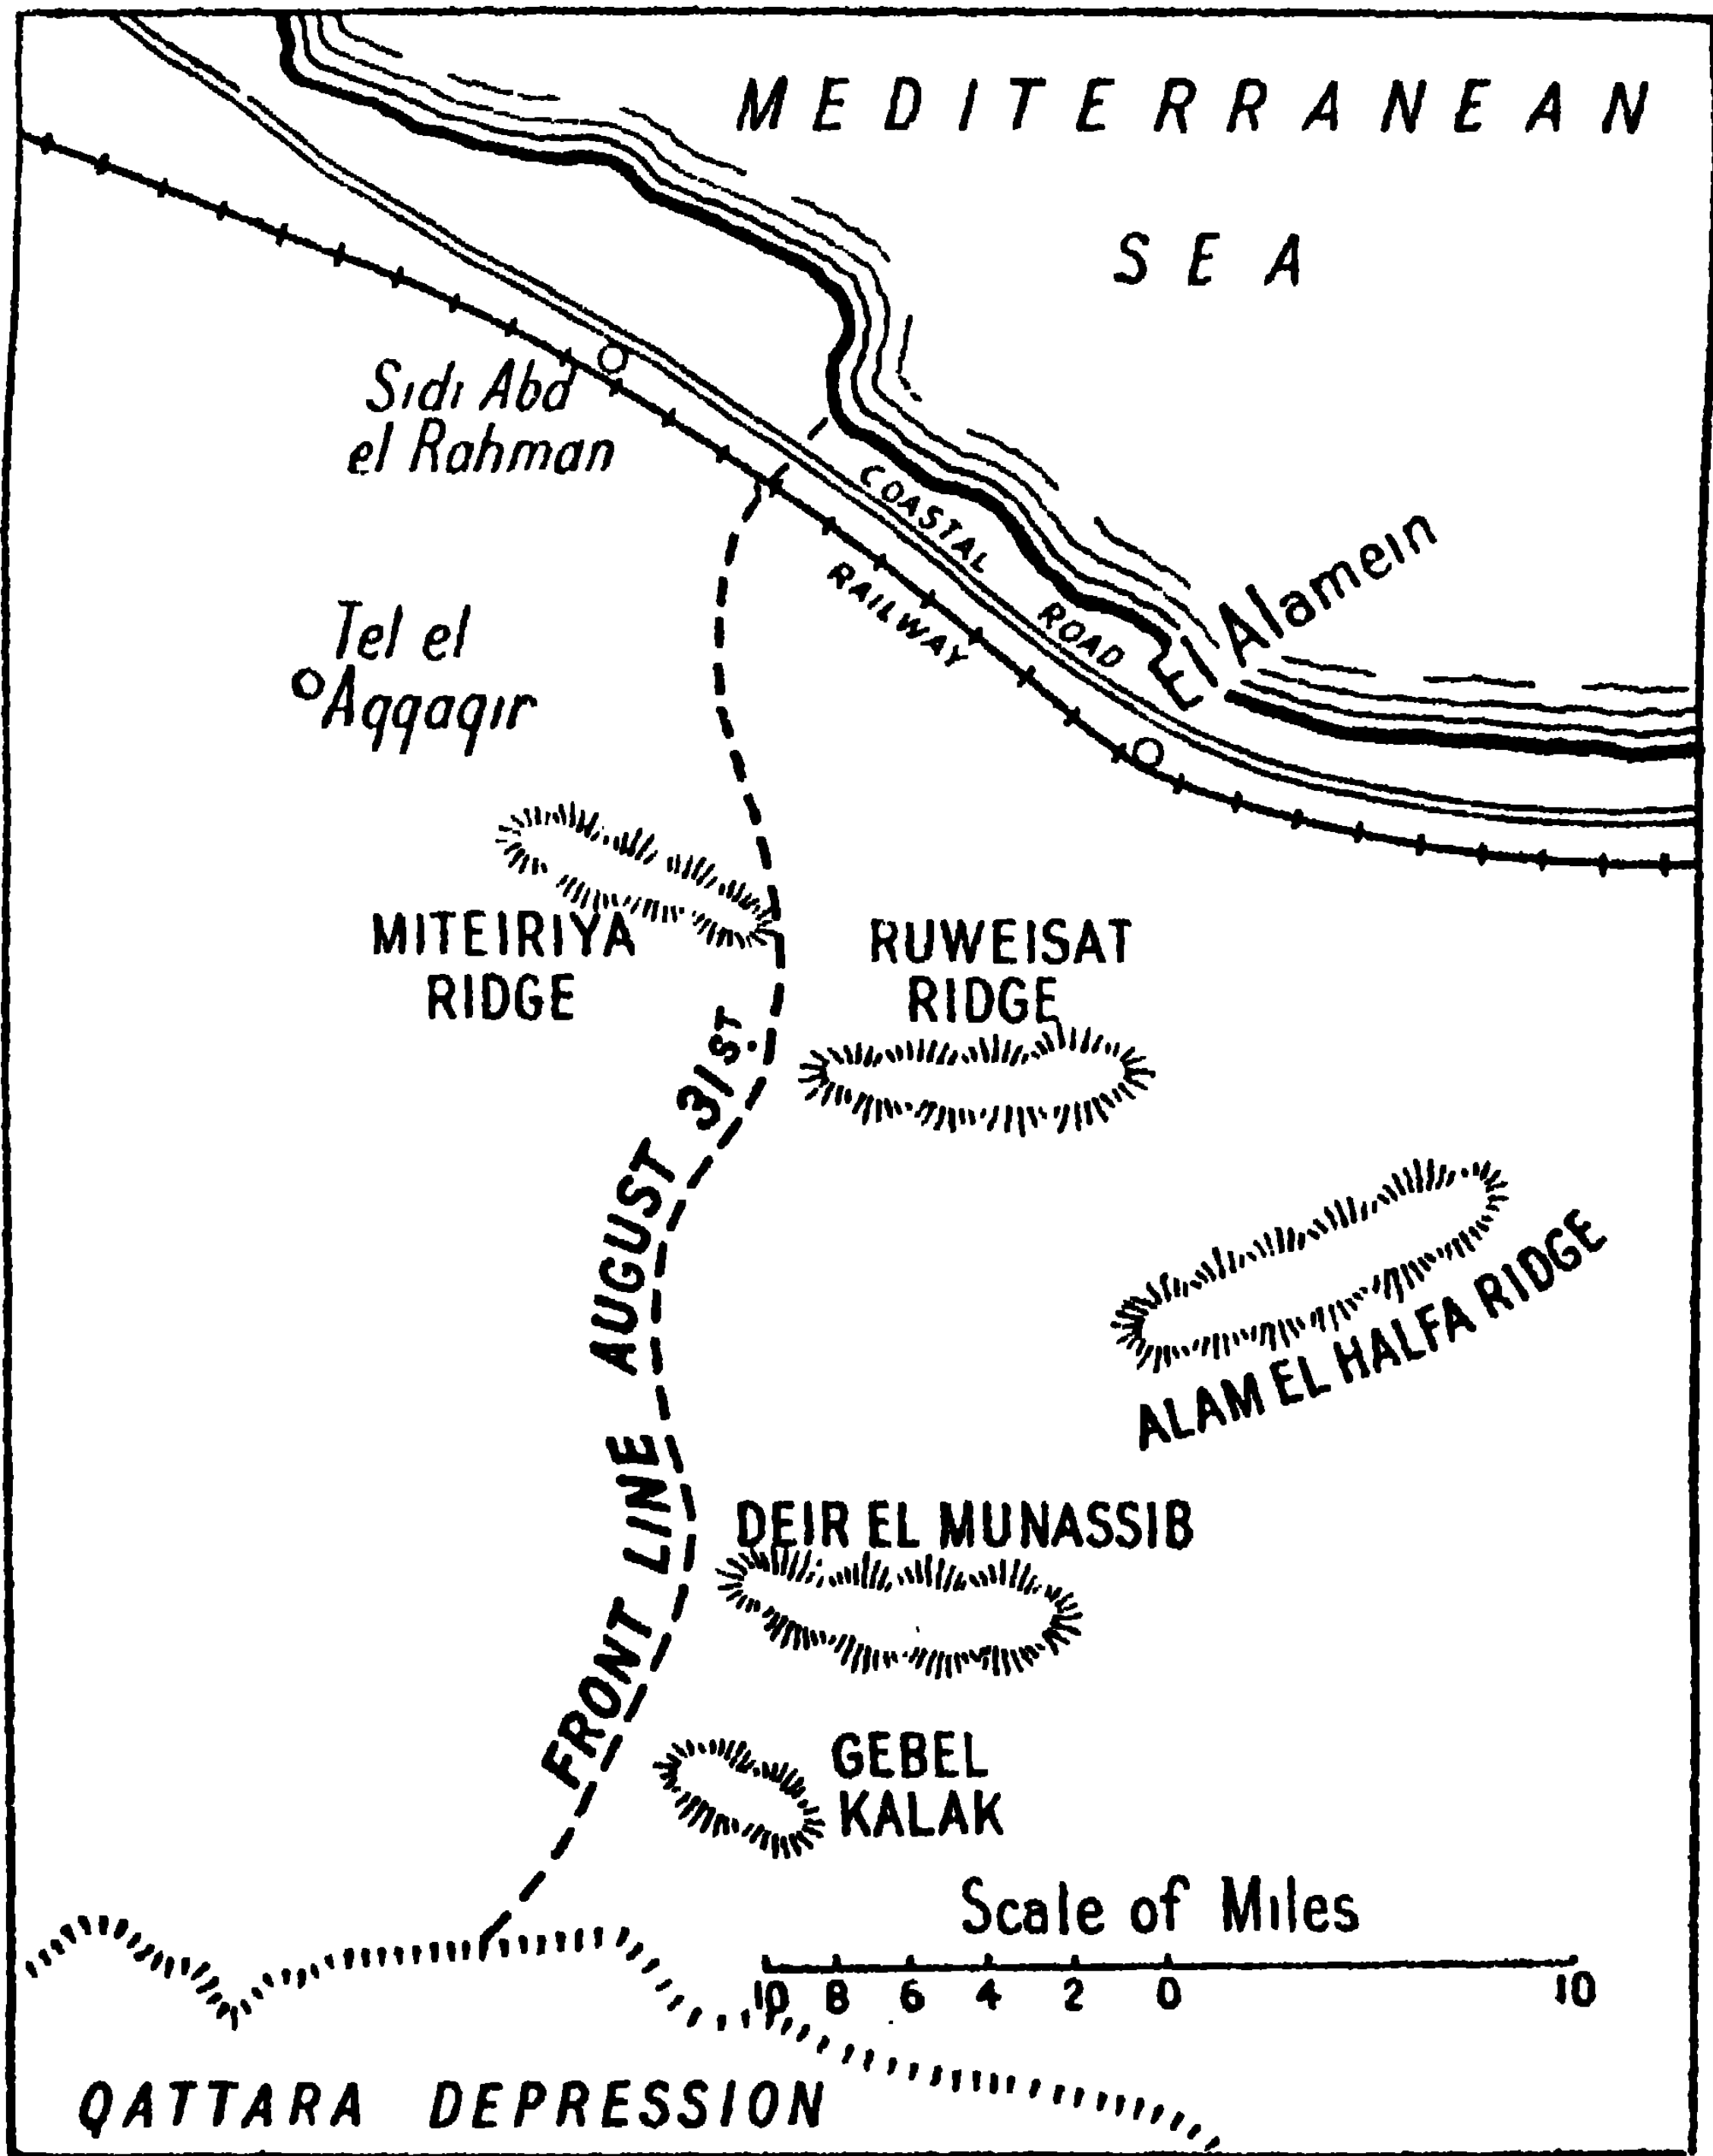 MEDITERRANEAN
SEA
Sidi Abd
el Rahman
COASTAL ROAD
RAILWAY
El Alamein
Tel el
Aqqaqir
MITEIRIYA
RIDGE
RUWEISAT
RIDGE
FRONT LINE AUGUST 31ST.
ALAM EL HALFA RIDGE
DEIR EL MUNASSIB
GEBEL
KALAK
Scale of Miles
10 8 6 4 2 0 10
QATTARA DEPRESSION